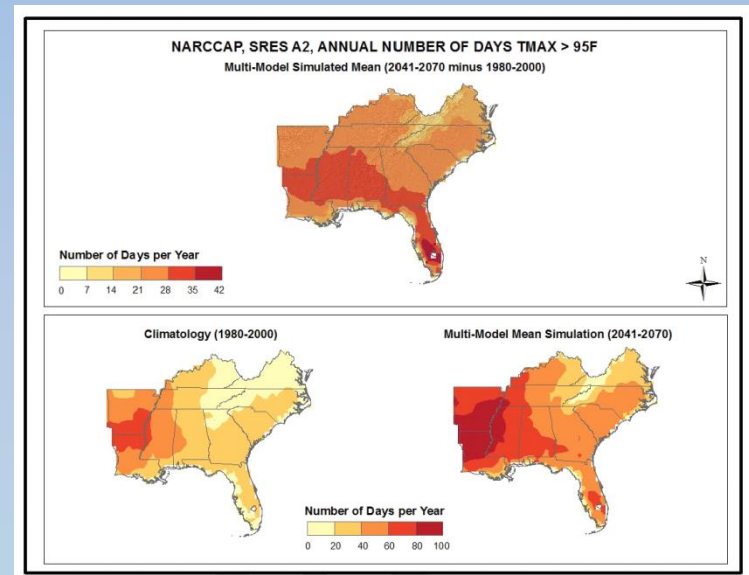 NARCCAP, SRES A2, ANNUAL NUMBER OF DAYS TMAX > 95F
Multi-Model Simulated Mean (2041-2070 minus 1980-2000)
Number of Days per Year
0 7 14 21 28 35 42
N
Climatology (1980-2000)
Multi-Model Mean Simulation (2041-2070)
Number of Days per Year
0 20 40 60 80 100